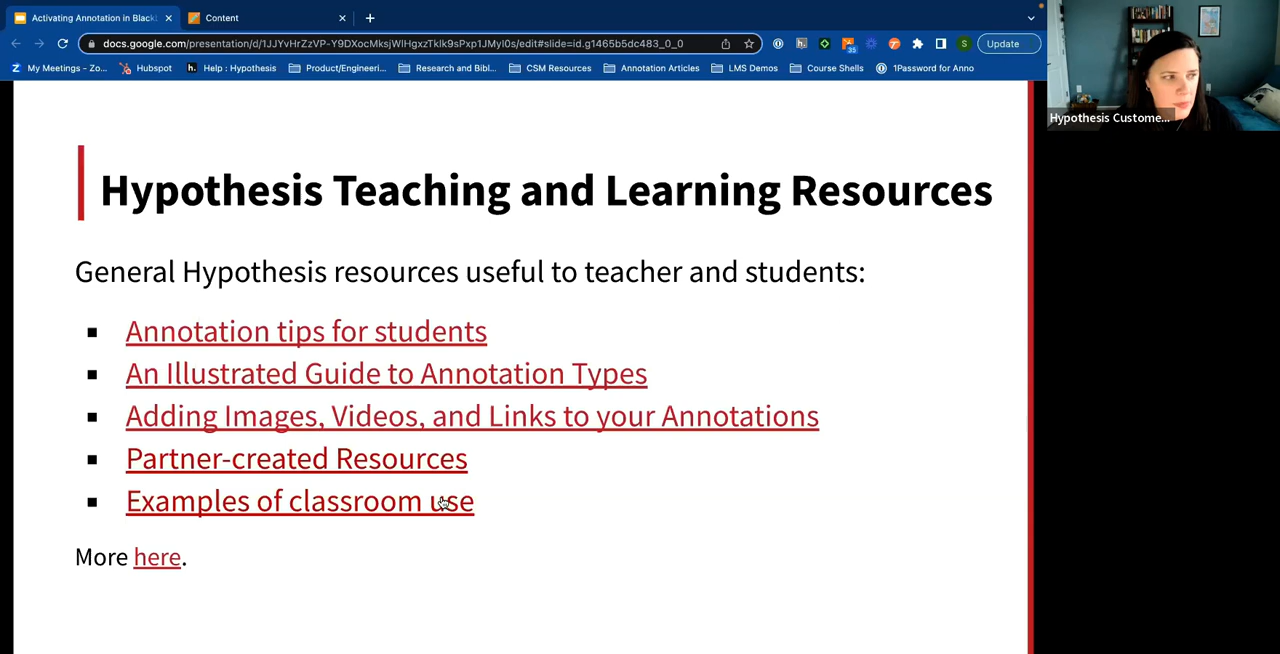 Activating Annotation in Black
Content
docs.google.com/presentation/d/1JJYvHrZzVP-Y9DXocMksjWIHgxzTklk9sPxp1JMyI0s/edit#slide=id.g1465b5dc483_0_0
35
S
Update
My Meetings - Zo...
Hubspot
h. Help : Hypothesis
Product/Engineeri...
Research and Bibl...
CSM Resources
Annotation Articles
LMS Demos
Course Shells
1Password for Anno
Hypothesis Custome...
Hypothesis Teaching and Learning Resources
General Hypothesis resources useful to teacher and students:
Annotation tips for students
An Illustrated Guide to Annotation Types
Adding Images, Videos, and Links to your Annotations
Partner-created Resources
Examples of classroom use
More here.